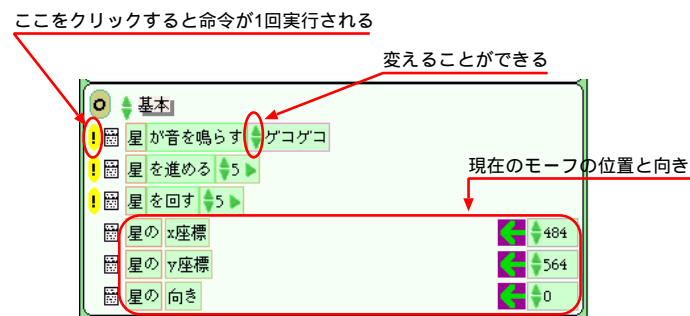 ここをクリックすると命令が1回実行される
変えることができる
基本
! 星 が音を鳴らす ゲコゲコ
! 星 を進める 5
! 星 を回す 5
現在のモーフの位置と向き
星の x座標 484
星の y座標 564
星の 向き 0